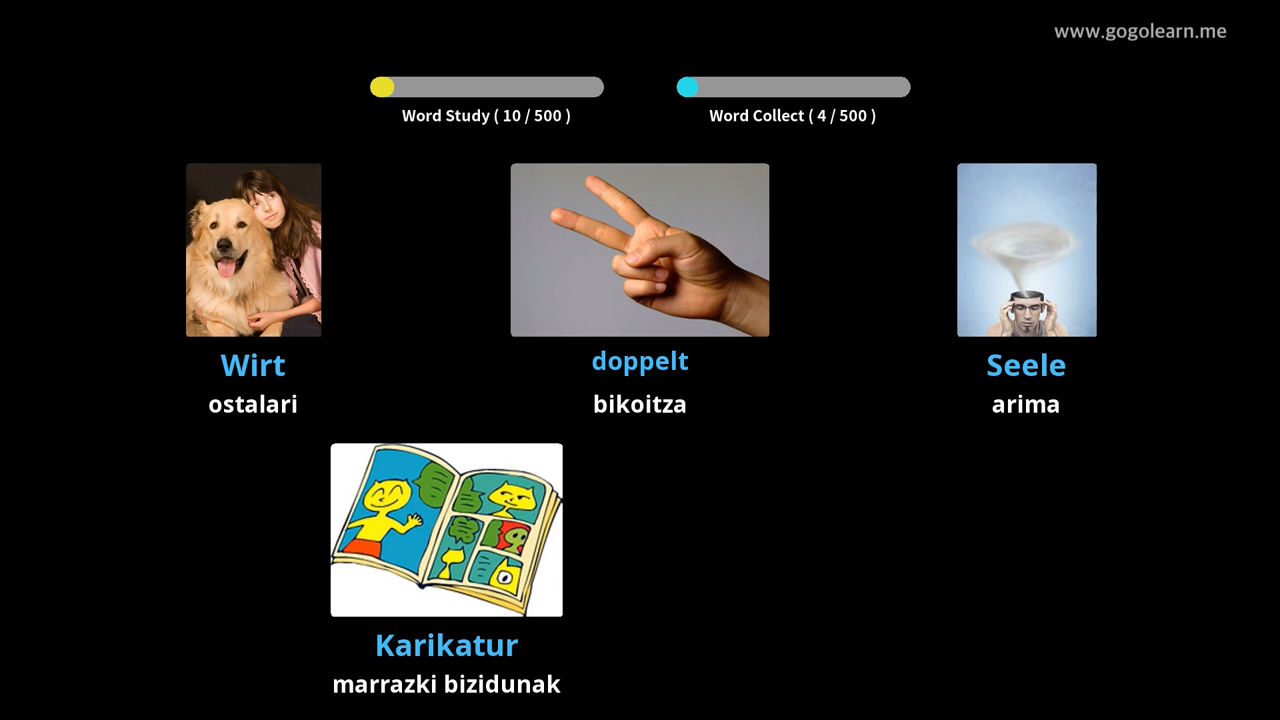 www.gogolearn.me
Word Study ( 10 / 500 )
Word Collect ( 4 / 500 )
Wirt
ostalari
doppelt
bikoitza
Seele
arima
Karikatur
marrazki bizidunak